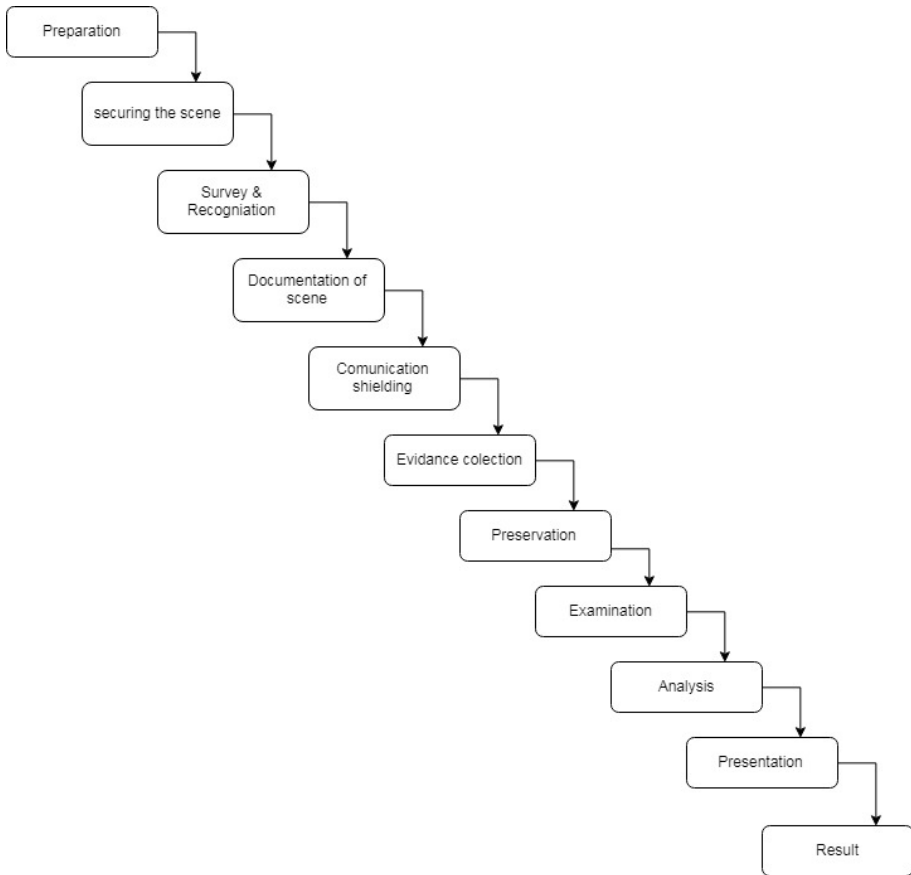 Preparation
securing the scene
Survey &
Recogniation
Documentation of
scene
Comunication
shielding
Evidance colection
Preservation
Examination
Analysis
Presentation
Result